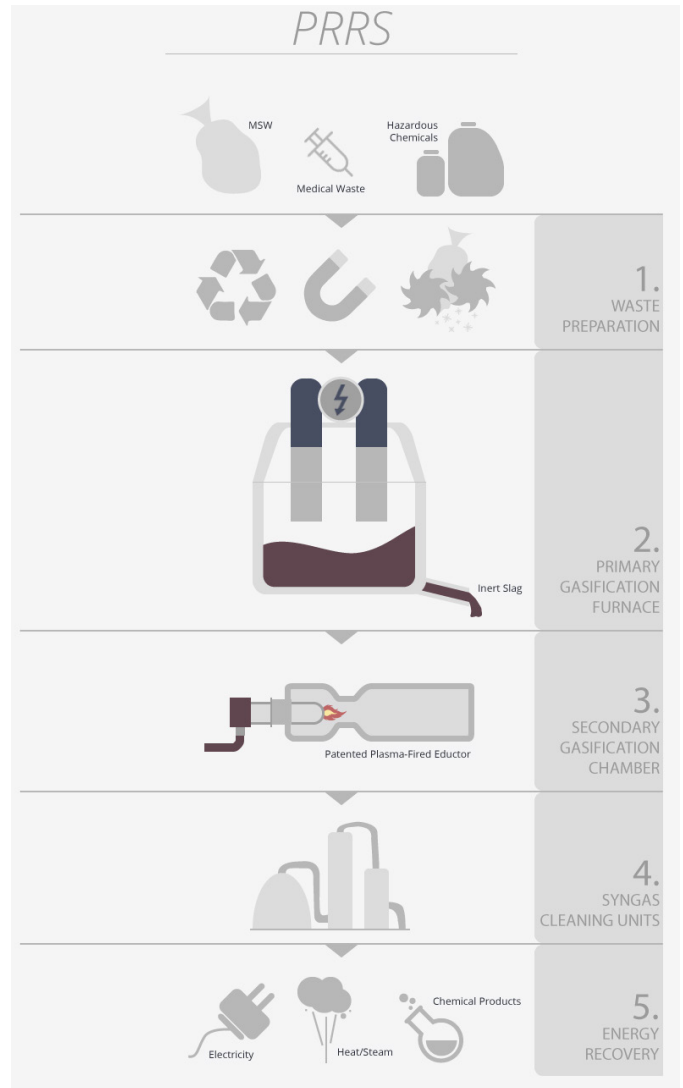 PRRS
MSW
Hazardous
Chemicals
Medical Waste
1.
WASTE
PREPARATION
2.
PRIMARY
GASIFICATION
FURNACE
Inert Slag
3.
SECONDARY
GASIFICATION
CHAMBER
Patented Plasma-Fired Eductor
4.
SYNGAS
CLEANING UNITS
5.
ENERGY
RECOVERY
Chemical Products
Electricity
Heat/Steam